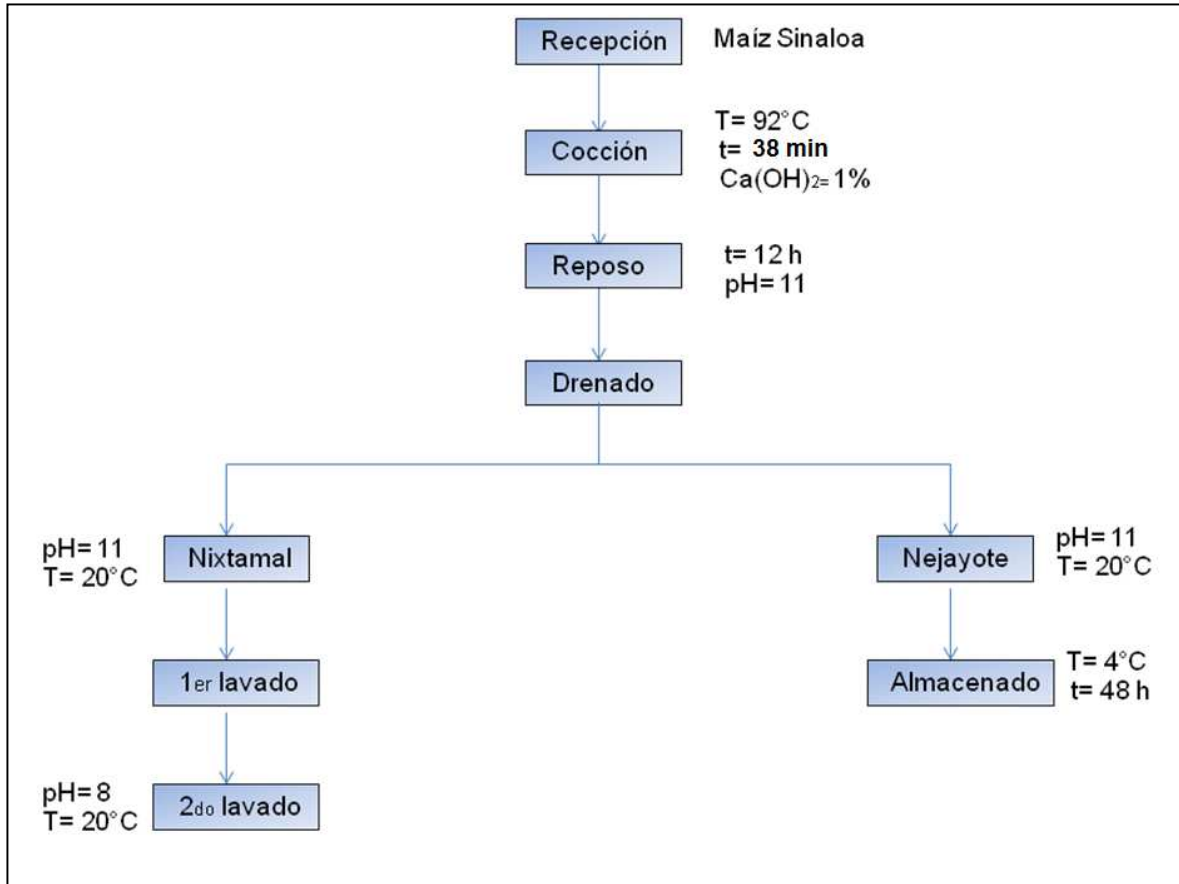 Recepción
Maíz Sinaloa
Cocción
T= 92°C
t= 38 min
Ca(OH)2= 1%
Reposo
t= 12 h
pH= 11
Drenado
pH= 11
T= 20°C
Nixtamal
Nejayote
pH= 11
T= 20°C
1er lavado
Almacenado
T= 4°C
t= 48 h
pH= 8
T= 20°C
2do lavado